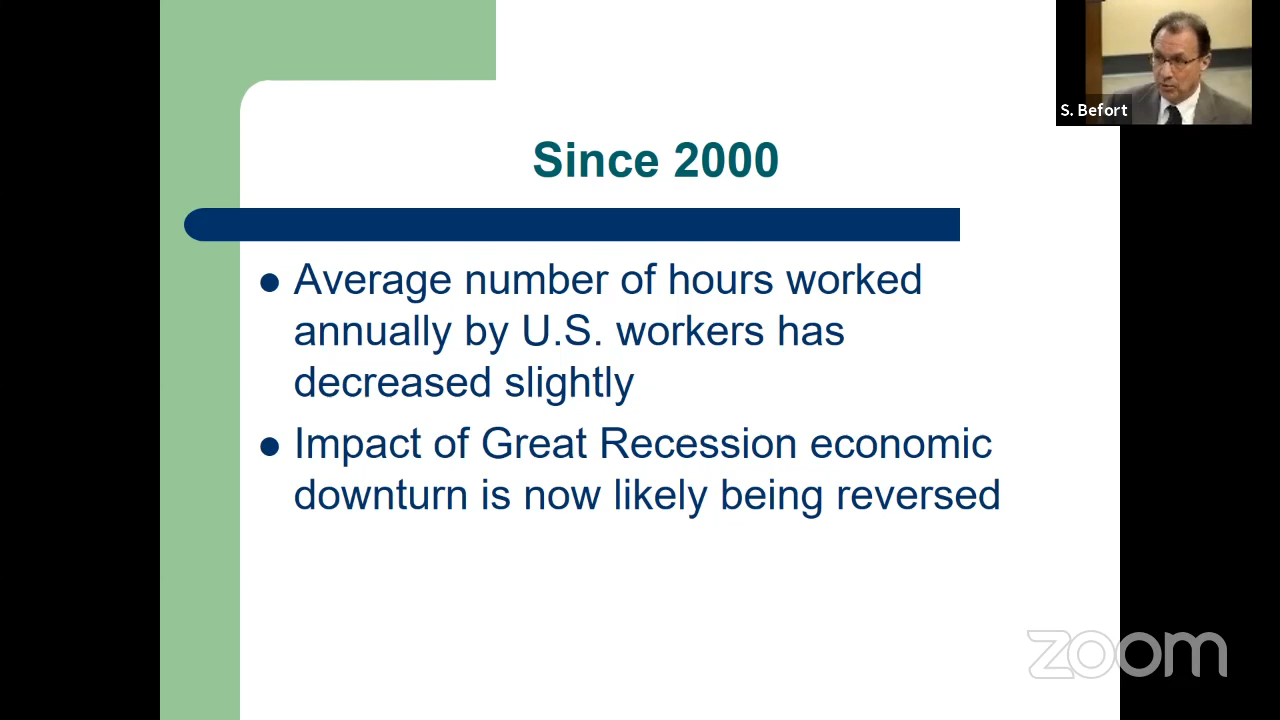 S. Befort
Since 2000
Average number of hours worked
annually by U.S. workers has
decreased slightly
Impact of Great Recession economic
downturn is now likely being reversed
zoom